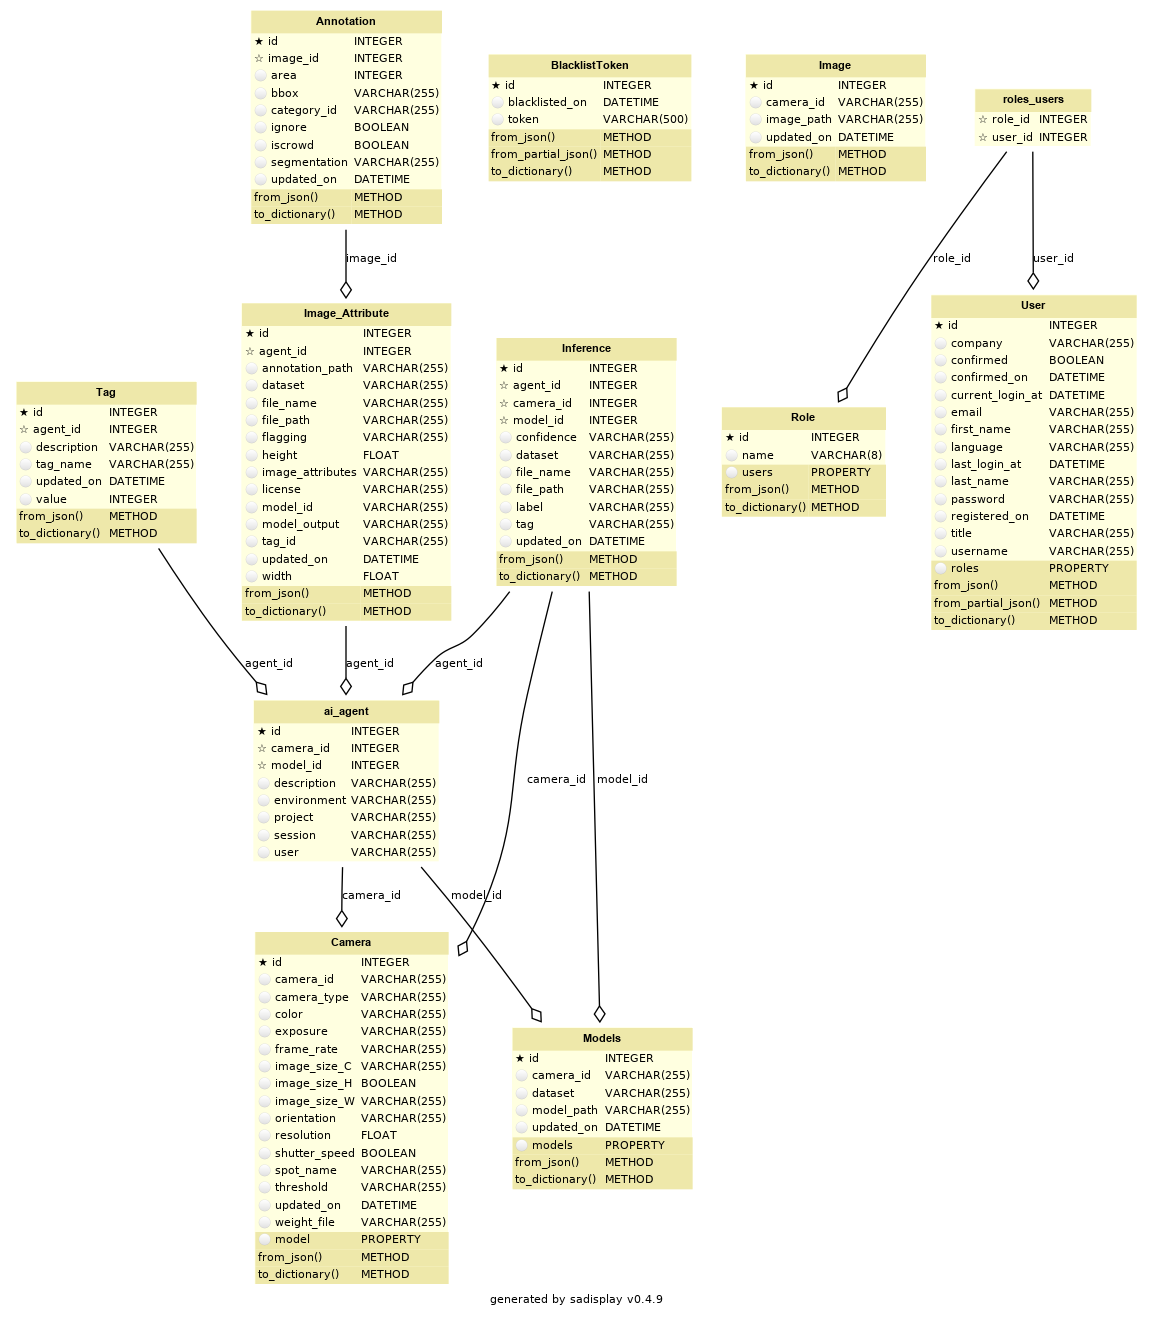 Annotation
★ id INTEGER
☆ image_id INTEGER
area INTEGER
bbox VARCHAR(255)
category_id VARCHAR(255)
ignore BOOLEAN
iscrowd BOOLEAN
segmentation VARCHAR(255)
updated_on DATETIME
from_json() METHOD
to_dictionary() METHOD
BlacklistToken
★ id INTEGER
blacklisted_on DATETIME
token VARCHAR(500)
from_json() METHOD
from_partial_json() METHOD
to_dictionary() METHOD
Image
★ id INTEGER
camera_id VARCHAR(255)
image_path VARCHAR(255)
updated_on DATETIME
from_json() METHOD
to_dictionary() METHOD
roles_users
☆ role_id INTEGER
☆ user_id INTEGER
image_id
role_id
user_id
Image_Attribute
★ id INTEGER
☆ agent_id INTEGER
annotation_path VARCHAR(255)
dataset VARCHAR(255)
file_name VARCHAR(255)
file_path VARCHAR(255)
flagging VARCHAR(255)
height FLOAT
image_attributes VARCHAR(255)
license VARCHAR(255)
model_id VARCHAR(255)
model_output VARCHAR(255)
tag_id VARCHAR(255)
updated_on DATETIME
width FLOAT
from_json() METHOD
to_dictionary() METHOD
Inference
★ id INTEGER
☆ agent_id INTEGER
☆ camera_id INTEGER
☆ model_id INTEGER
confidence VARCHAR(255)
dataset VARCHAR(255)
file_name VARCHAR(255)
file_path VARCHAR(255)
label VARCHAR(255)
tag VARCHAR(255)
updated_on DATETIME
from_json() METHOD
to_dictionary() METHOD
Tag
★ id INTEGER
☆ agent_id INTEGER
description VARCHAR(255)
tag_name VARCHAR(255)
updated_on DATETIME
value INTEGER
from_json() METHOD
to_dictionary() METHOD
Role
★ id INTEGER
name VARCHAR(8)
users PROPERTY
from_json() METHOD
to_dictionary() METHOD
User
★ id INTEGER
company VARCHAR(255)
confirmed BOOLEAN
confirmed_on DATETIME
current_login_at DATETIME
email VARCHAR(255)
first_name VARCHAR(255)
language VARCHAR(255)
last_login_at DATETIME
last_name VARCHAR(255)
password VARCHAR(255)
registered_on DATETIME
title VARCHAR(255)
username VARCHAR(255)
roles PROPERTY
from_json() METHOD
from_partial_json() METHOD
to_dictionary() METHOD
agent_id
agent_id
agent_id
ai_agent
★ id INTEGER
☆ camera_id INTEGER
☆ model_id INTEGER
description VARCHAR(255)
environment VARCHAR(255)
project VARCHAR(255)
session VARCHAR(255)
user VARCHAR(255)
camera_id
model_id
camera_id
model_id
Camera
★ id INTEGER
camera_id VARCHAR(255)
camera_type VARCHAR(255)
color VARCHAR(255)
exposure VARCHAR(255)
frame_rate VARCHAR(255)
image_size_C VARCHAR(255)
image_size_H BOOLEAN
image_size_W VARCHAR(255)
orientation VARCHAR(255)
resolution FLOAT
shutter_speed BOOLEAN
spot_name VARCHAR(255)
threshold VARCHAR(255)
updated_on DATETIME
weight_file VARCHAR(255)
model PROPERTY
from_json() METHOD
to_dictionary() METHOD
Models
★ id INTEGER
camera_id VARCHAR(255)
dataset VARCHAR(255)
model_path VARCHAR(255)
updated_on DATETIME
models PROPERTY
from_json() METHOD
to_dictionary() METHOD
generated by sadisplay v0.4.9